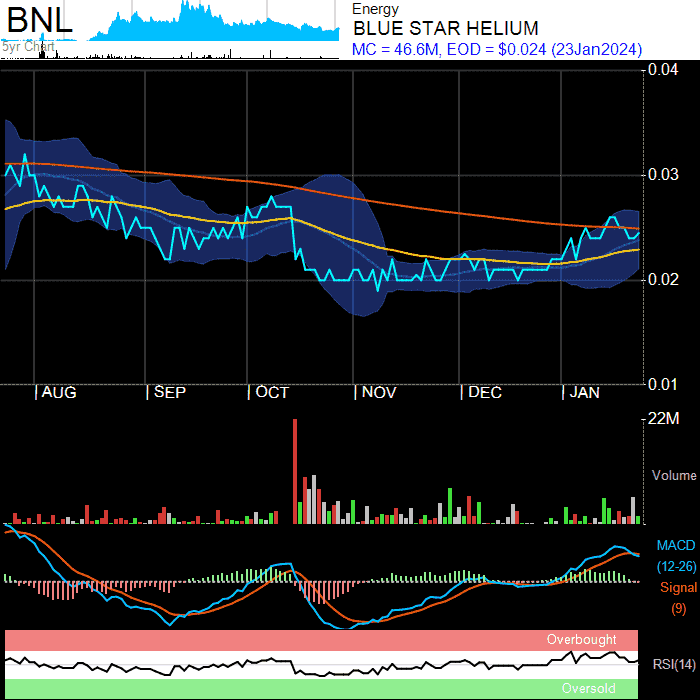 BNL
5yr Chart
Energy
BLUE STAR HELIUM
MC = 46.6M, EOD = $0.024 (23Jan2024)
0.04
0.03
0.02
0.01
AUG SEP OCT NOV DEC JAN
22M
Volume
MACD
(12-26)
Signal
(9)
Overbought
RSI(14)
Oversold